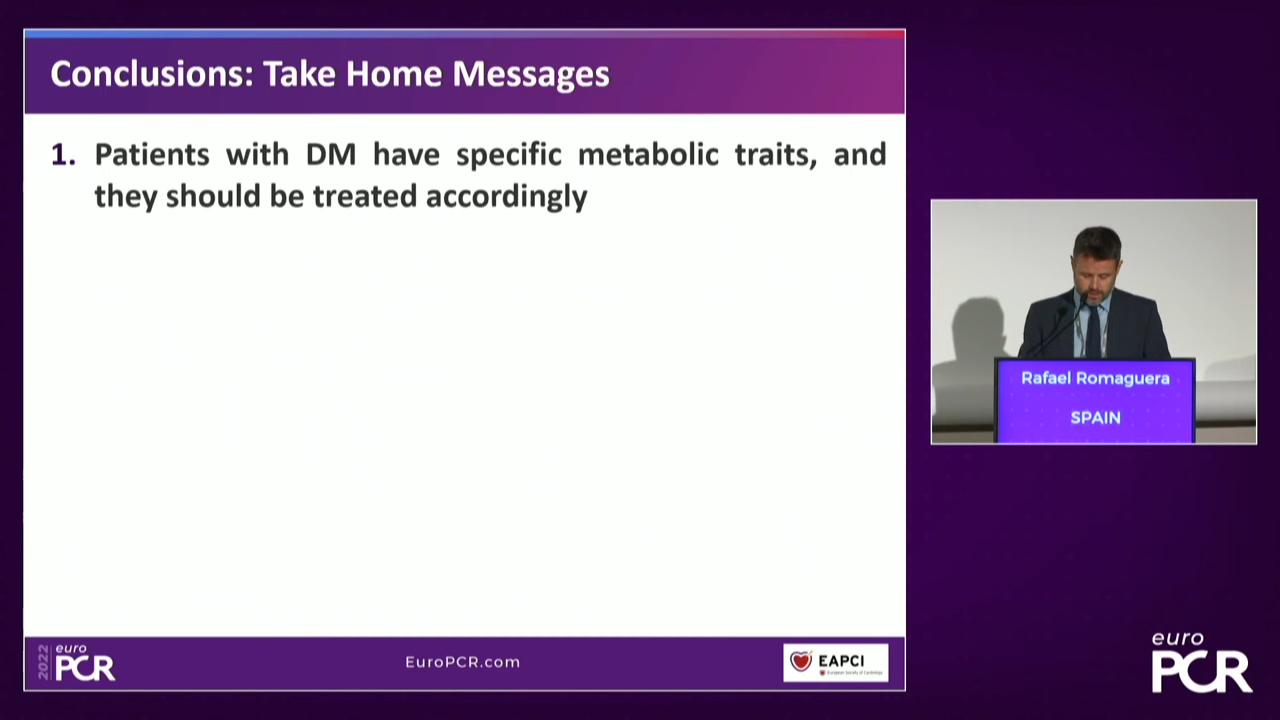 Conclusions: Take Home Messages
1. Patients with DM have specific metabolic traits, and
they should be treated accordingly
Rafael Romaguera
SPAIN
2022
euro
PCR
EuroPCR.com
EAPCI
European Society of Cardiology
euro
PCR